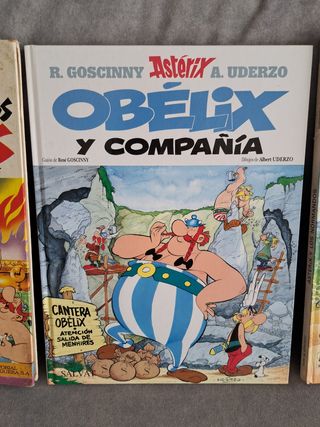 R. GOSCINNY Astérix A. UDERZO
OBÉLIX
Y COMPAÑÍA
Guión de René GOSCINNY
Dibujos de Albert UDERZO
CANTERA
OBÉLIX
ATENCIÓN
SALIDA DE
MENHIRES
SALVAT